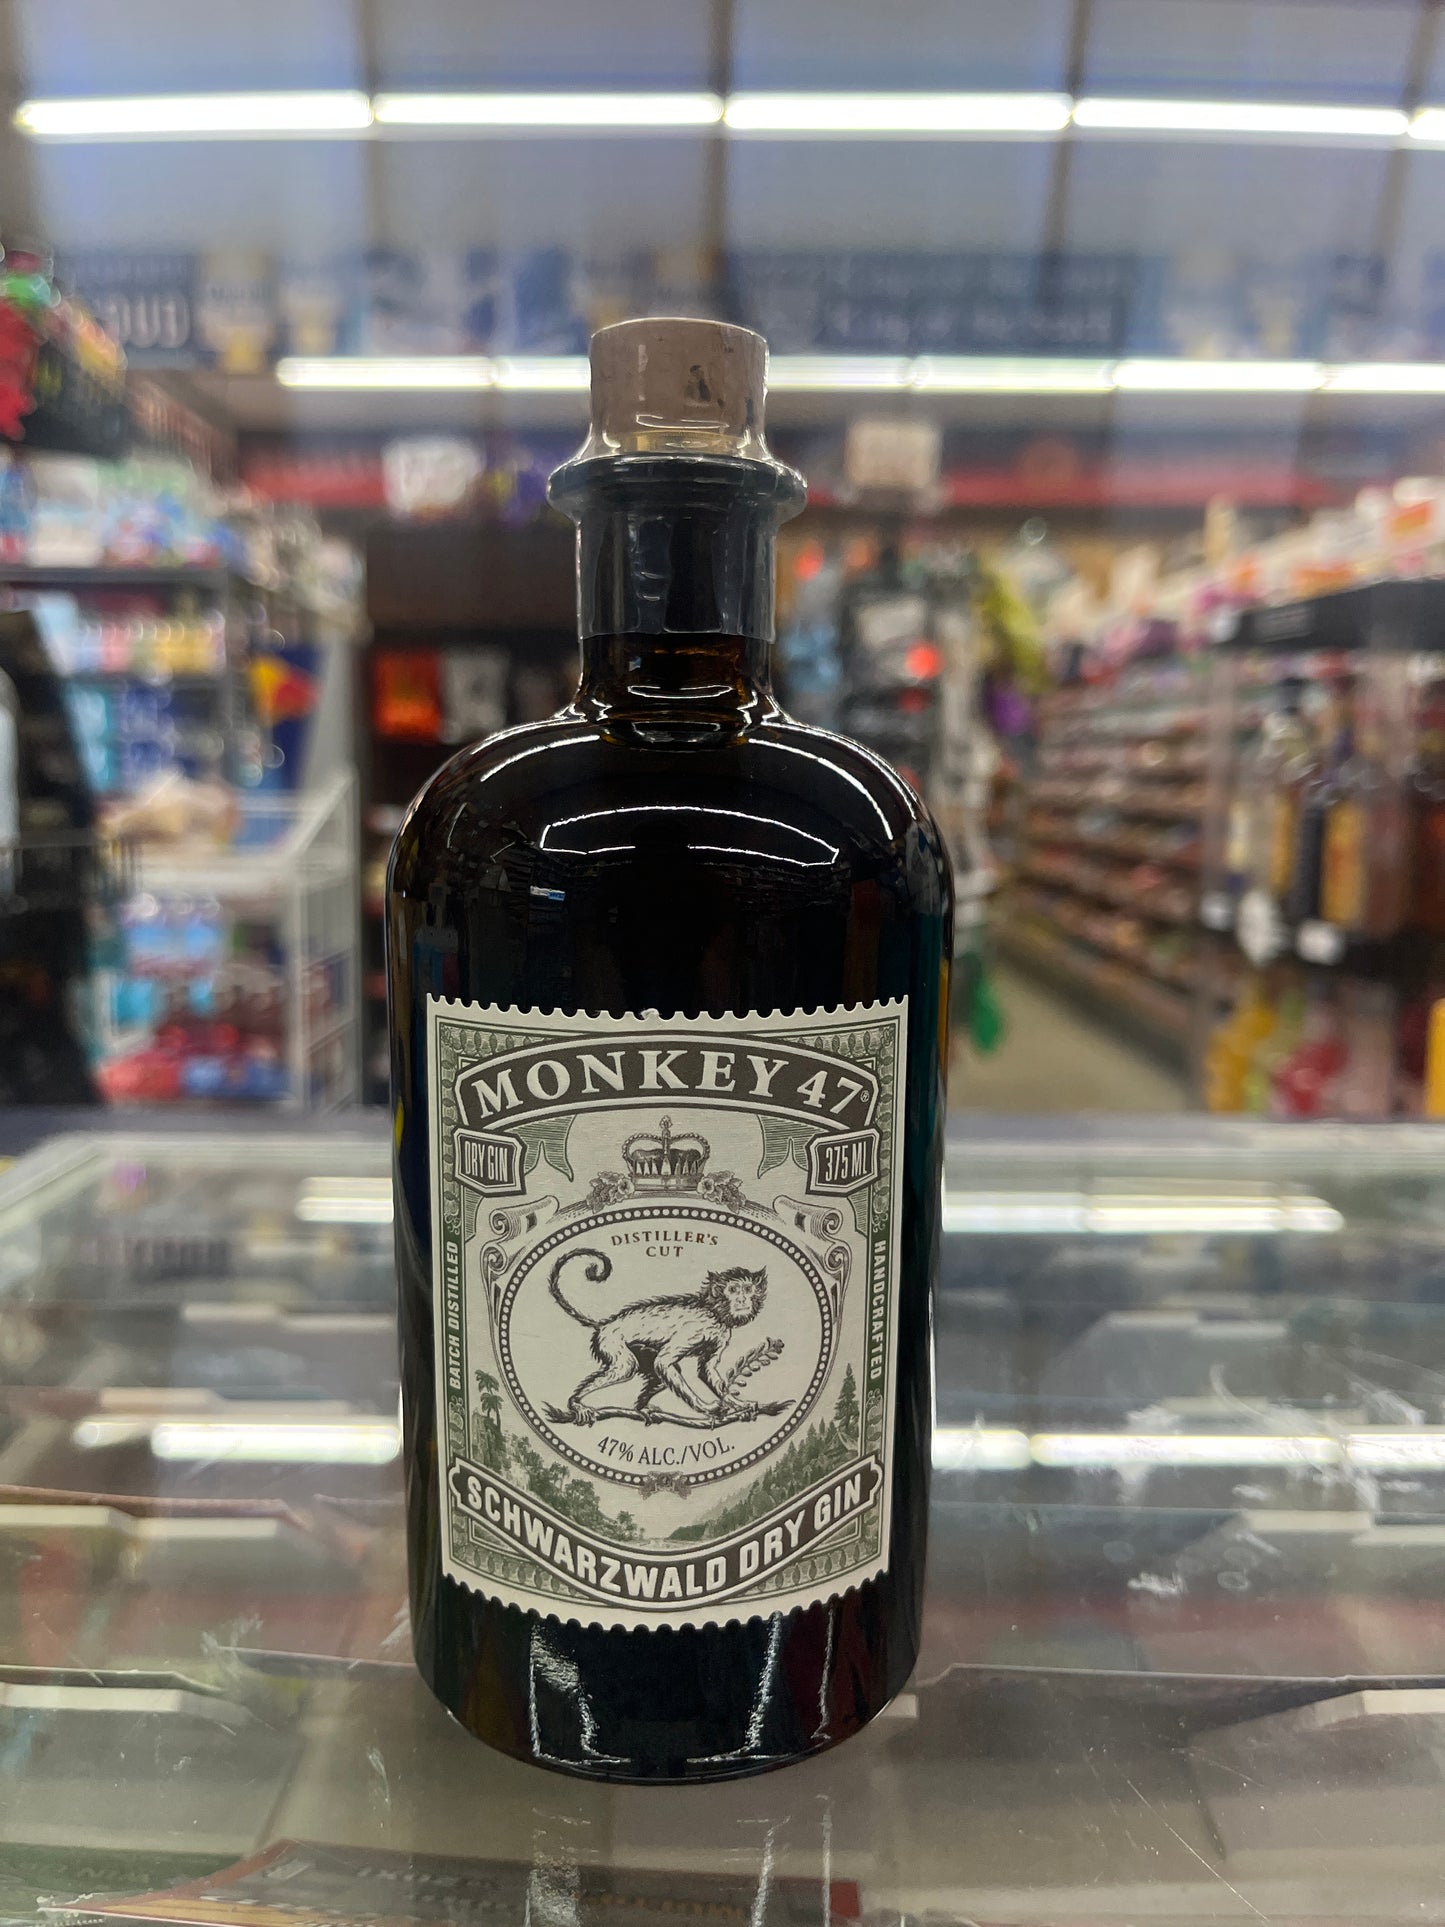 MONKEY 47®
DRY GIN
375 ML
DISTILLER'S
CUT
BATCH DISTILLED
HANDCRAFTED
47% ALC./VOL.
SCHWARZWALD DRY GIN